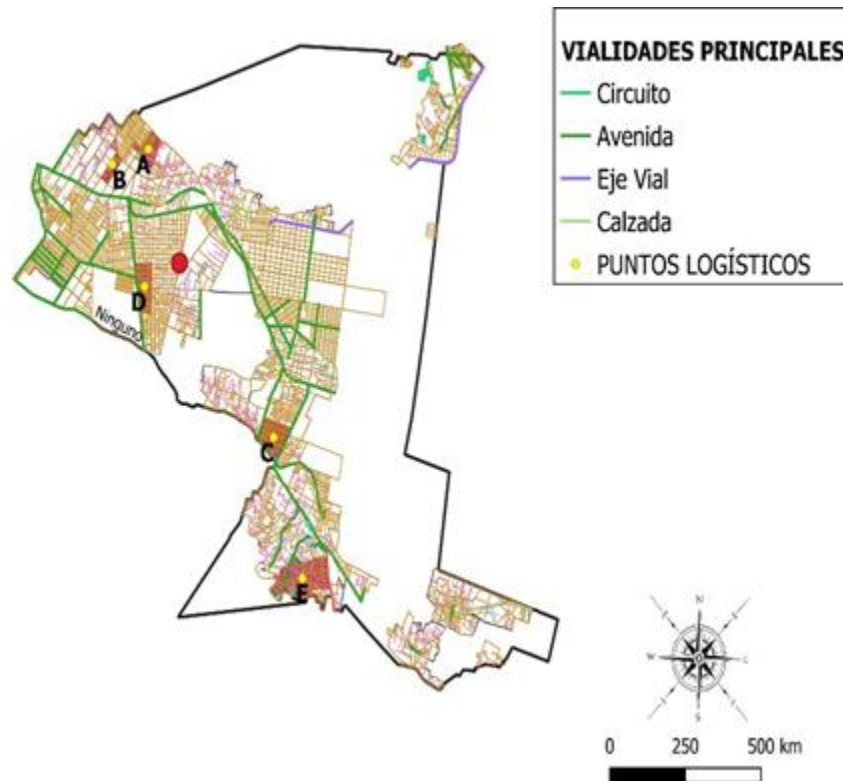 VIALIDADES PRINCIPALES
Circuito
Avenida
Eje Vial
Calzada
PUNTOS LOGÍSTICOS
A
B
D
Ninguno
C
E
N
W
S
0 250 500 km